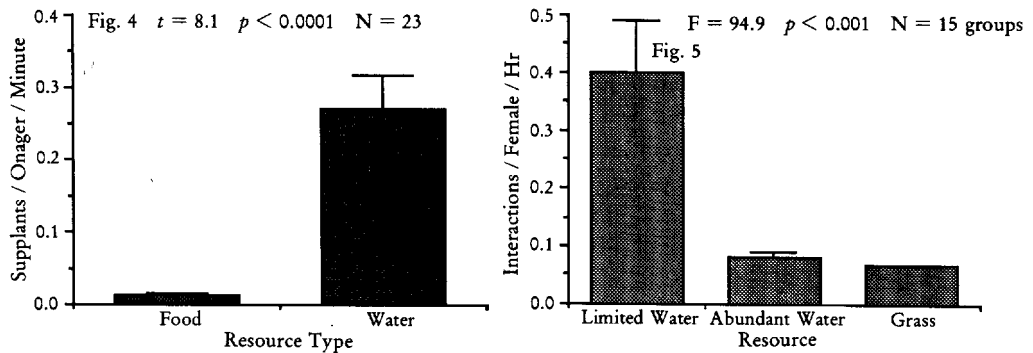 Fig. 4 t = 8.1 p < 0.0001 N = 23
Supplants / Onager / Minute
0.4
0.3
0.2
0.1
0.0
Food Water
Resource Type
F = 94.9 p < 0.001 N = 15 groups
Fig. 5
Interactions / Female / Hr
0.5
0.4
0.3
0.2
0.1
0.0
Limited Water Abundant Water Grass
Resource